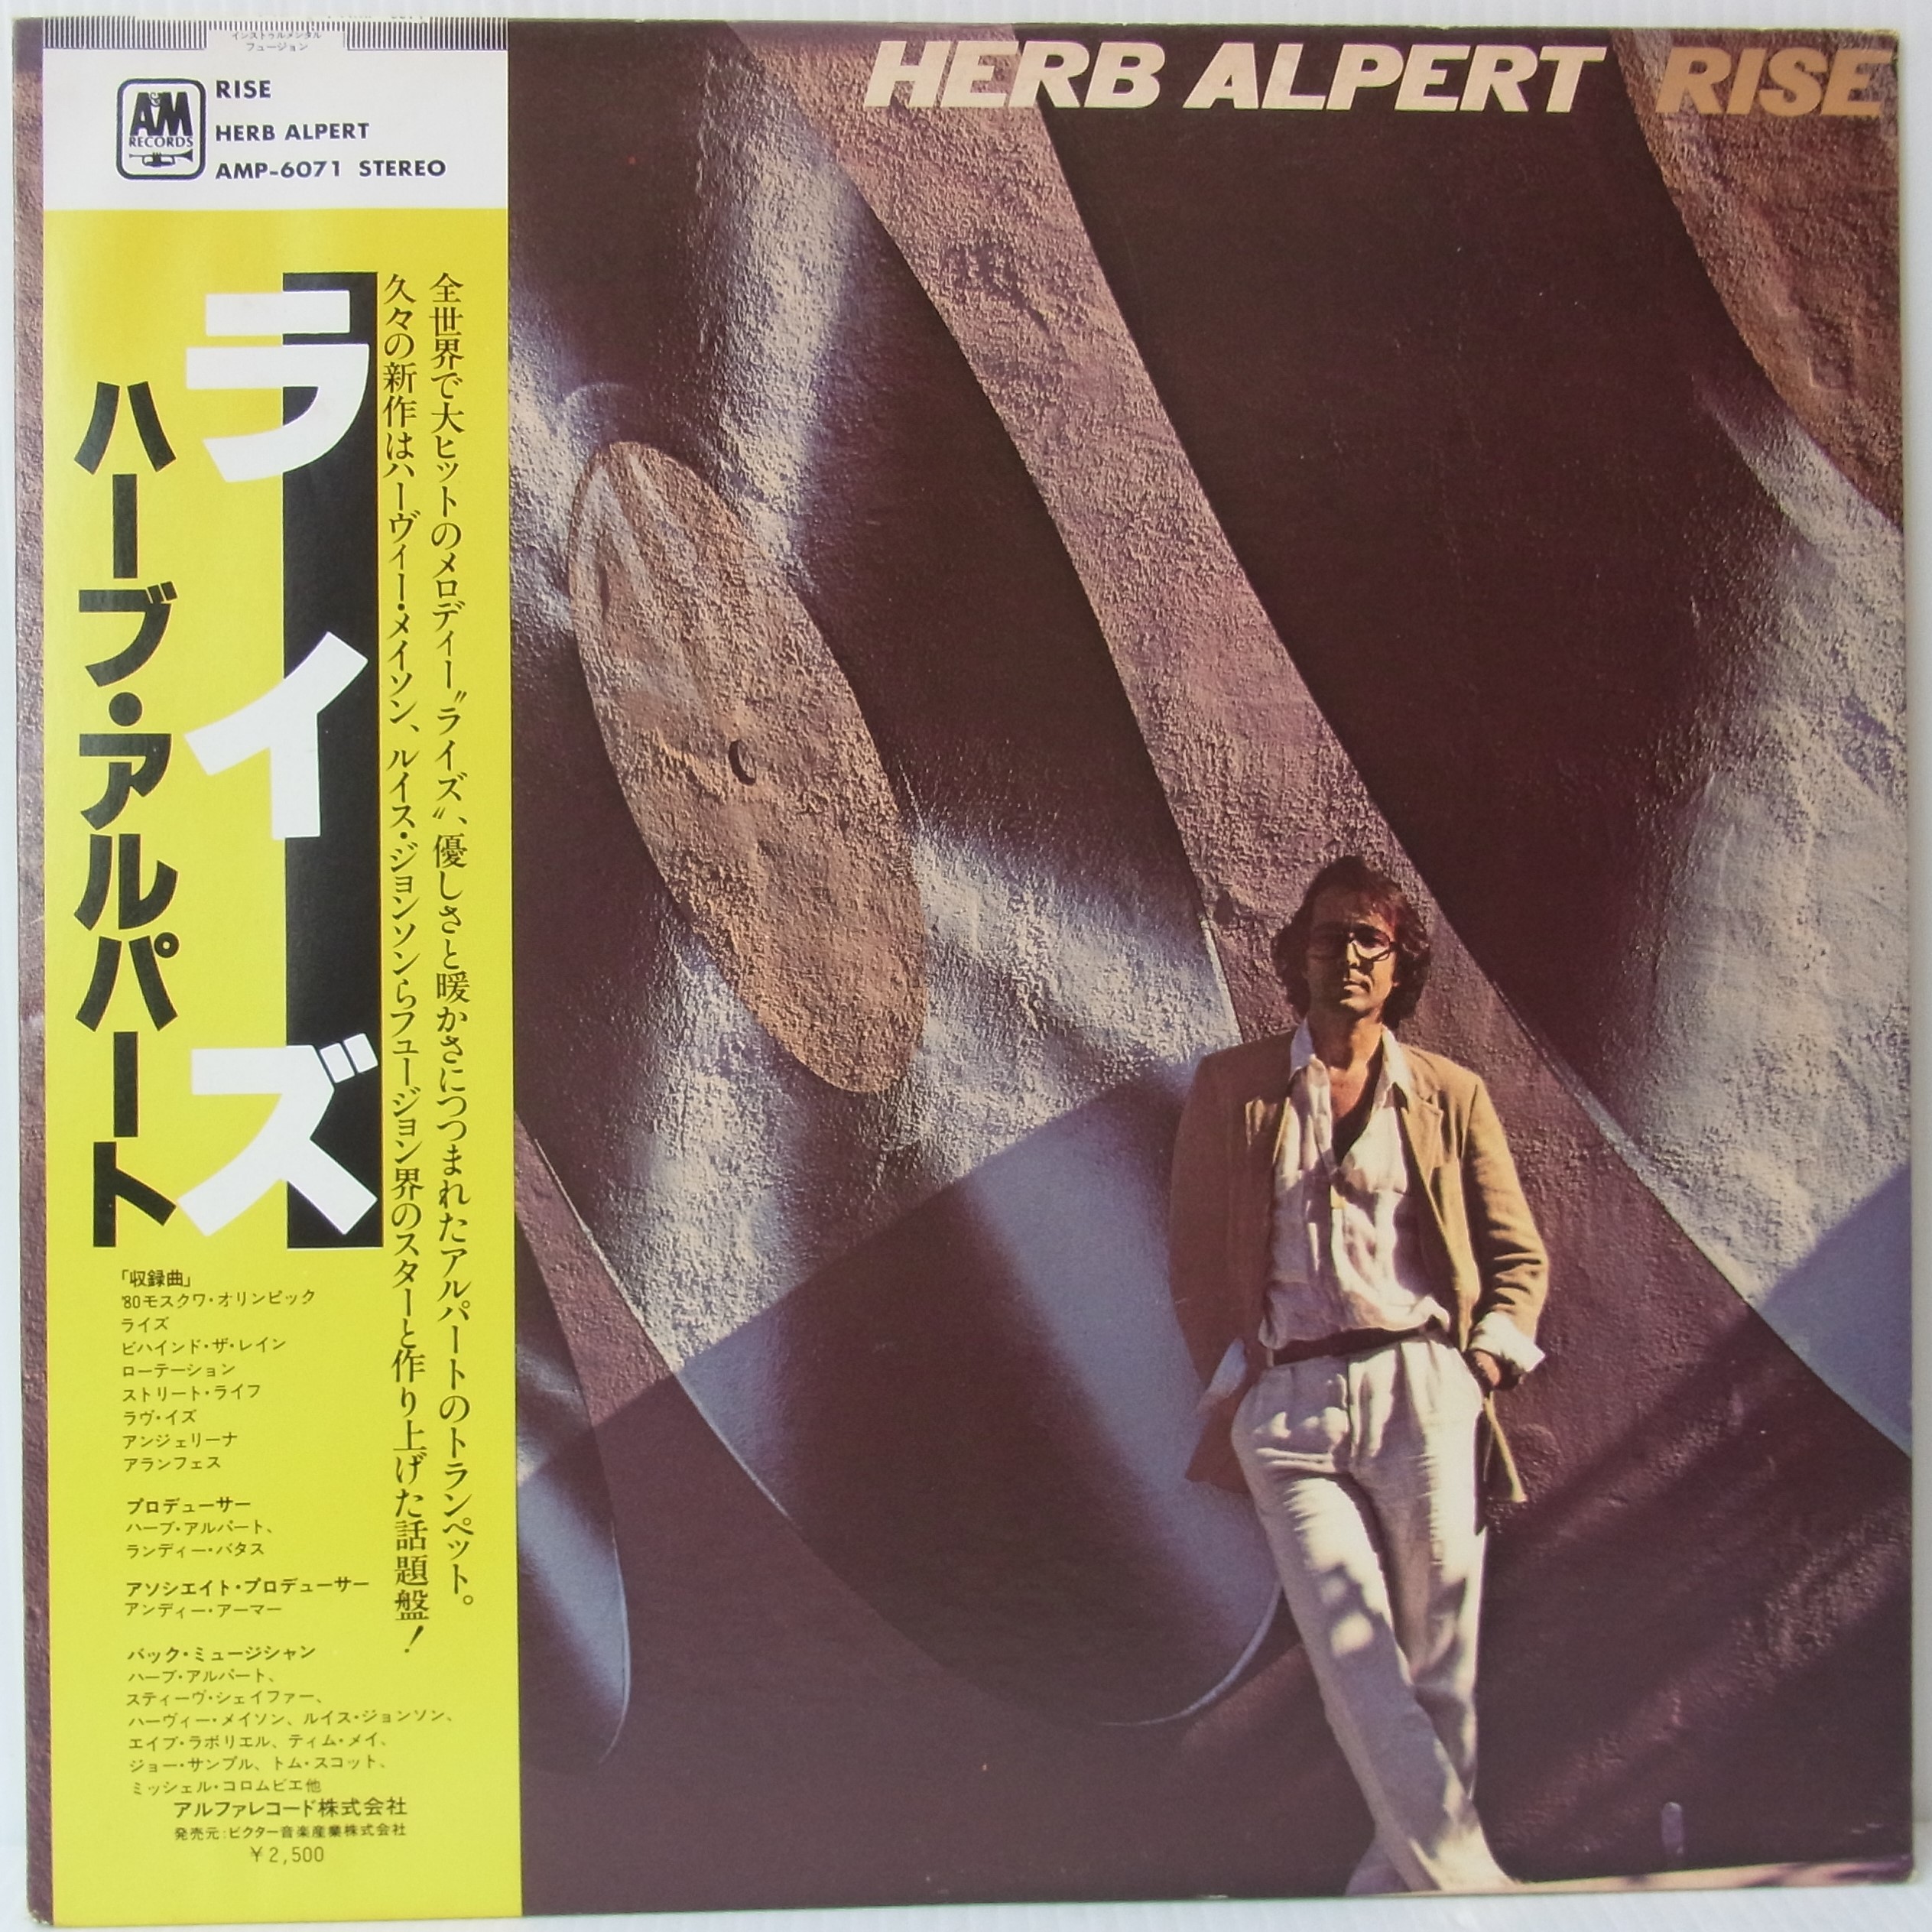 インストゥルメンタル
フュージョン
A&M
RECORDS
RISE
HERB ALPERT
AMP-6071 STEREO
HERB ALPERT RISE
全世界で大ヒットのメロディー〝ライズ〟、優しさと暖かさにつつまれたアルパートのトランペット。
久々の新作はハーヴィー・メイソン、ルイス・ジョンソンらフュージョン界のスターと作り上げた話題盤!
ライズ
ハーブ・アルパート
「収録曲」
'80モスクワ・オリンピック
ライズ
ビハインド・ザ・レイン
ローテーション
ストリート・ライフ
ラヴ・イズ
アンジェリーナ
アランフェス
プロデューサー
ハーブ・アルパート、
ランディー・バタス
アソシエイト・プロデューサー
アンディー・アーマー
バック・ミュージシャン
ハーブ・アルパート、
スティーヴ・シェイファー、
ハーヴィー・メイソン、ルイス・ジョンソン、
エイブ・ラボリエル、ティム・メイ、
ジョー・サンプル、トム・スコット、
ミッシェル・コロムビエ他
アルファレコード株式会社
発売元:ビクター音楽産業株式会社
¥2,500